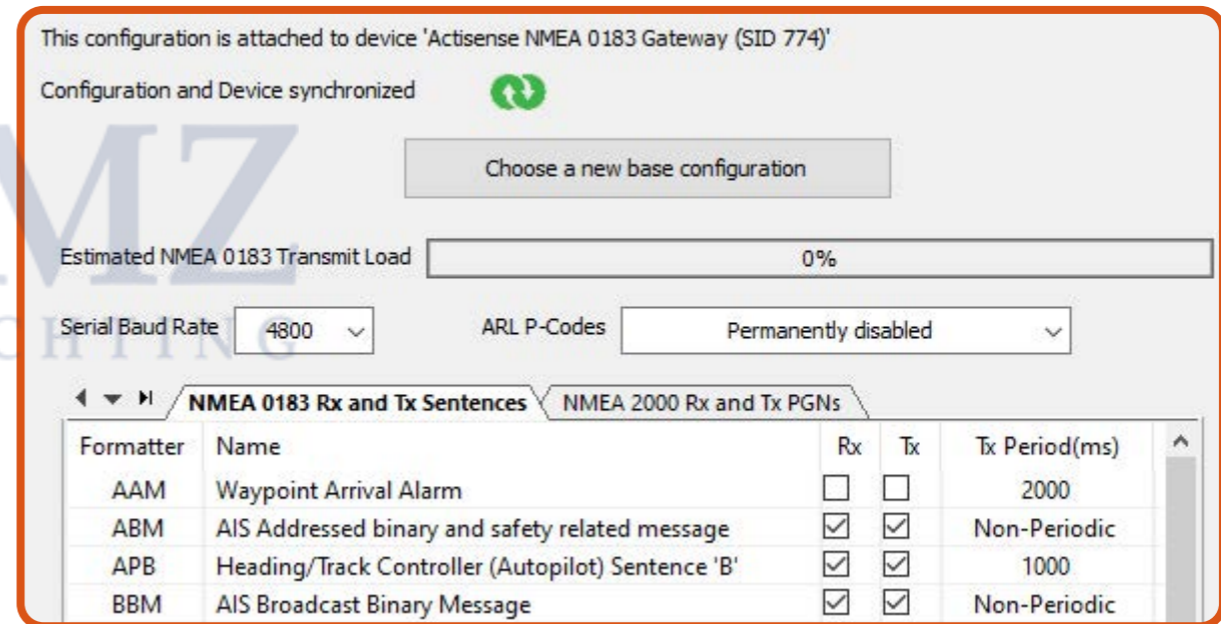 This configuration is attached to device 'Actisense NMEA 0183 Gateway (SID 774)'
Configuration and Device synchronized
Choose a new base configuration
Estimated NMEA 0183 Transmit Load 0%
Serial Baud Rate 4800 ARL P-Codes Permanently disabled
NMEA 0183 Rx and Tx Sentences NMEA 2000 Rx and Tx PGNs
Formatter Name Rx Tx Tx Period(ms)
AAM Waypoint Arrival Alarm 2000
ABM AIS Addressed binary and safety related message Non-Periodic
APB Heading/Track Controller (Autopilot) Sentence 'B' 1000
BBM AIS Broadcast Binary Message Non-Periodic
MZ
CHTING